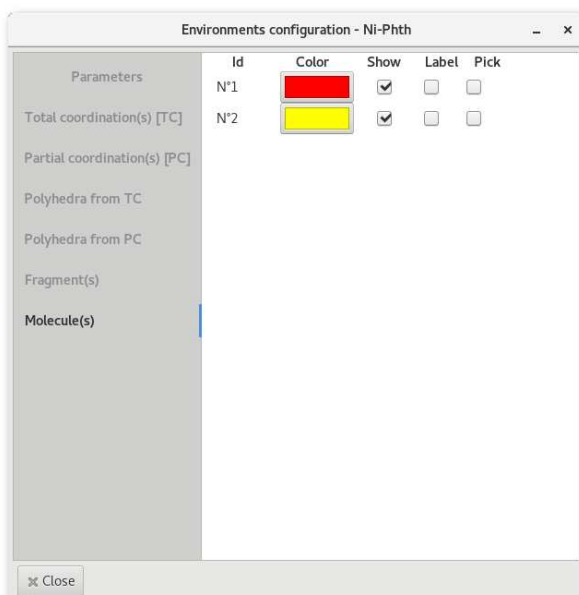 Environments configuration - Ni-Phth
Parameters
Total coordination(s) [TC]
Partial coordination(s) [PC]
Polyhedra from TC
Polyhedra from PC
Fragment(s)
Molecule(s)
Id Color Show Label Pick
N°1
N°2
Close